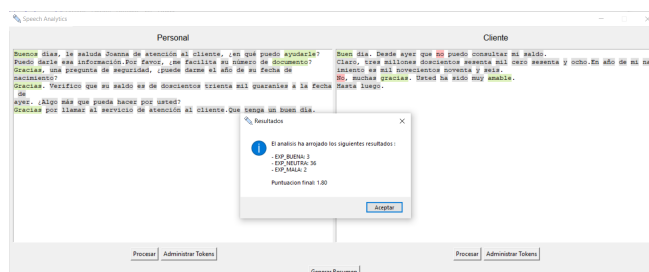 Speech Analytics
Personal
Buenos dias, le saluda Joanna de atención al cliente, ¿en qué puedo ayudarle?
Puedo darle esa información.Por favor, ¿me facilita su número de documento?
Gracias, una pregunta de seguridad, ¿puede darme el año de su fecha de
nacimiento?
Gracias. Verifico que su saldo es de doscientos treinta mil guaranies a la fecha
de
ayer. ¿Algo más que pueda hacer por usted?
Gracias por llamar al servicio de atención al cliente.Que tenga un buen día.
Cliente
Buen dia. Desde ayer que no puedo consultar mi saldo.
Claro, tres millones doscientos sesenta mil cero sesenta y ocho.En año de mi na
imiento es mil novecientos noventa y seis.
No, muchas gracias. Usted ha sido muy amable.
Hasta luego.
Resultados
El analisis ha arrojado los siguientes resultados :
- EXP_BUENA: 3
- EXP_NEUTRA: 36
- EXP_MALA: 2
Puntuacion final: 1.80
Aceptar
Procesar
Administrar Tokens
Procesar
Administrar Tokens
Generar Resumen